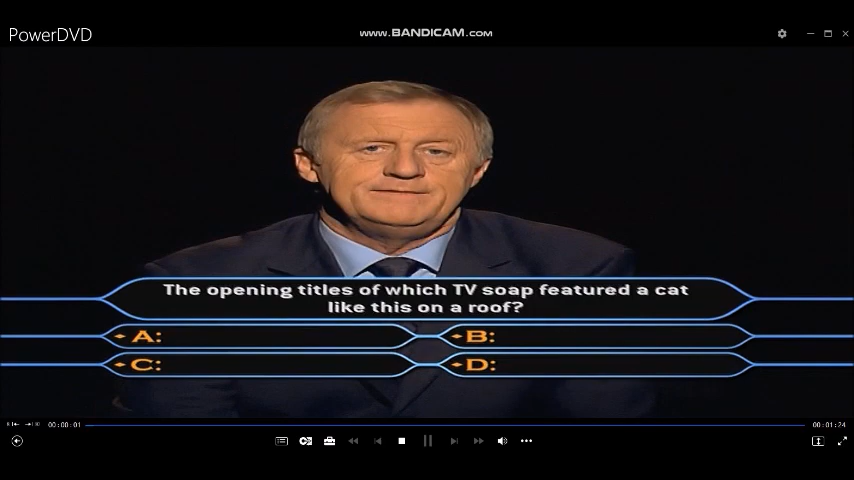 PowerDVD
www.BANDICAM.com
The opening titles of which TV soap featured a cat
like this on a roof?
A:
B:
C:
D:
00:00:01
00:01:24